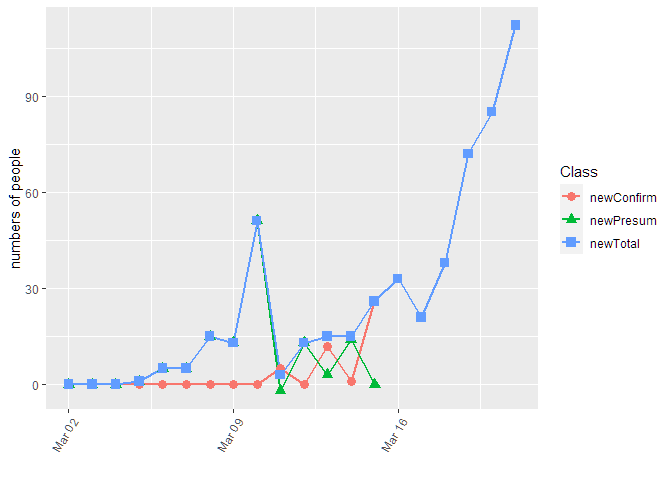 numbers of people
90
60
30
0
Mar 02
Mar 09
Mar 16
Class
newConfirm
newPresum
newTotal